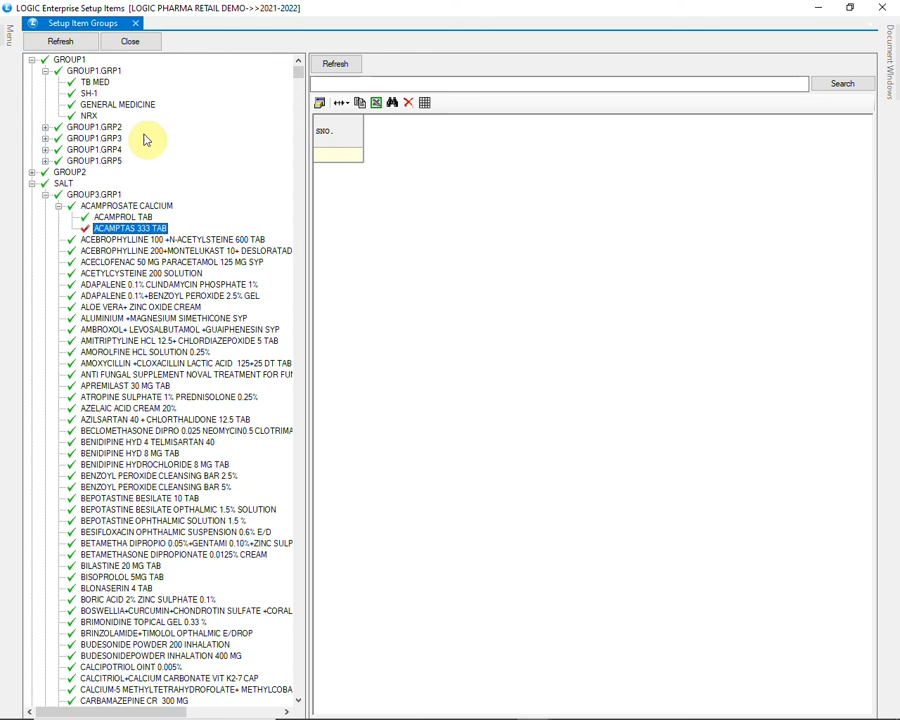 LOGIC Enterprise Setup Items [LOGIC PHARMA RETAIL DEMO->>2021-2022]
Setup Item Groups
Menu
Document Windows
Refresh Close
GROUP1
GROUP1.GRP1
TB MED
SH-1
GENERAL MEDICINE
NRX
GROUP1.GRP2
GROUP1.GRP3
GROUP1.GRP4
GROUP1.GRP5
GROUP2
SALT
GROUP3.GRP1
ACAMPROSATE CALCIUM
ACAMPROL TAB
ACAMPTAS 333 TAB
ACEBROPHYLLINE 100 +N-ACETYLSTEINE 600 TAB
ACEBROPHYLLINE 200+MONTELUKAST 10+ DESLORATAD
ACECLOFENAC 50 MG PARACETAMOL 125 MG SYP
ACETYLCYSTEINE 200 SOLUTION
ADAPALENE 0.1% CLINDAMYCIN PHOSPHATE 1%
ADAPALENE 0.1%+BENZOYL PEROXIDE 2.5% GEL
ALOE VERA+ ZINC OXIDE CREAM
ALUMINIUM +MAGNESIUM SIMETHICONE SYP
AMBROXOL+ LEVOSALBUTAMOL +GUAIPHENESIN SYP
AMITRIPTYLINE HCL 12.5+ CHLORDIAZEPOXIDE 5 TAB
AMOROLFINE HCL SOLUTION 0.25%
AMOXYCILLIN +CLOXACILLIN LACTIC ACID 125+25 DT TAB
ANTI FUNGAL SUPPLEMENT NOVAL TREATMENT FOR FUN
APREMILAST 30 MG TAB
ATROPINE SULPHATE 1% PREDNISOLONE 0.25%
AZELAIC ACID CREAM 20%
AZILSARTAN 40 + CHLORTHALIDONE 12.5 TAB
BECLOMETHASONE DIPRO 0.025 NEOMYCIN0.5 CLOTRIMA
BENIDIPINE HYD 4 TELMISARTAN 40
BENIDIPINE HYD 8 MG TAB
BENIDIPINE HYDROCHLORIDE 8 MG TAB
BENZOYL PEROXIDE CLEANSING BAR 2.5%
BENZOYL PEROXIDE CLEANSING BAR 5%
BEPOTASTINE BESILATE 10 TAB
BEPOTASTINE BESILATE OPTHALMIC 1.5% SOLUTION
BEPOTASTINE OPHTHALMIC SOLUTION 1.5 %
BESIFLOXACIN OPHTHALMIC SUSPENSION 0.6% E/D
BETAMETHA DIPROPIO 0.05%+GENTAMI 0.10%+ZINC SULP
BETAMETHASONE DIPROPIONATE 0.0125% CREAM
BILASTINE 20 MG TAB
BISOPROLOL 5MG TAB
BLONASERIN 4 TAB
BORIC ACID 2% ZINC SULPHATE 0.1%
BOSWELLIA+CURCUMIN+CHONDROTIN SULFATE +CORAL
BRIMONIDINE TOPICAL GEL 0.33 %
BRINZOLAMIDE+TIMOLOL OPTHALMIC E/DROP
BUDESONIDE POWDER 200 INHALATION
BUDESONIDEPOWDER INHALATION 400 MG
CALCIPOTRIOL OINT 0.005%
CALCITRIOL+CALCIUM CARBONATE VIT K2-7 CAP
CALCIUM-5 METHYLTETRAHYDROFOLATE+ METHYLCOBA
CARBAMAZEPINE CR 300 MG
Refresh
Search
SNO.